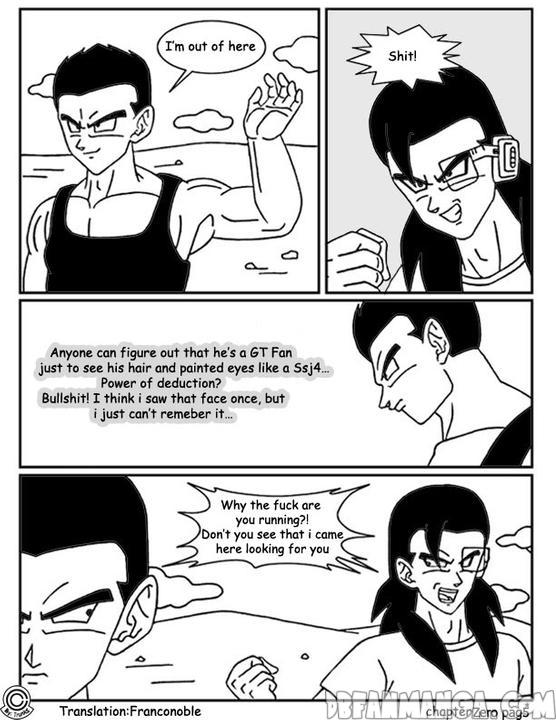 I'm out of here
Shit!
Anyone can figure out that he's a GT Fan
just to see his hair and painted eyes like a Ssj4...
Power of deduction?
Bullshit! I think i saw that face once, but
i just can't remeber it...
Why the fuck are
you running?!
Don't you see that i came
here looking for you
Translation:Franconoble
chapterZero pag5
DBFANMANGA.COM